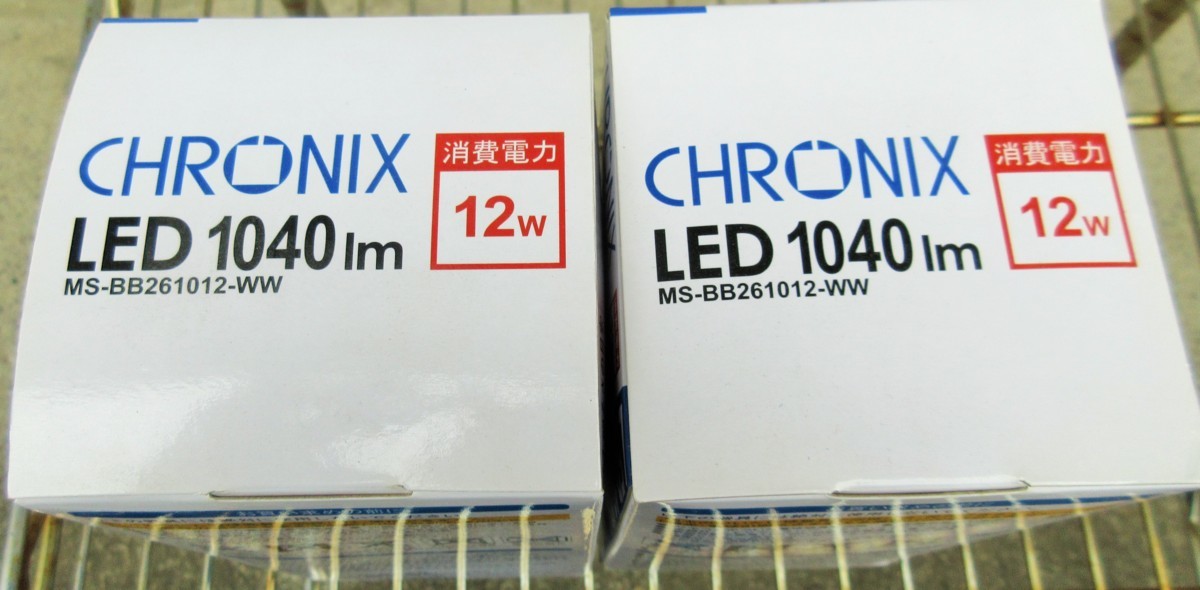 CHRONIX
消費電力
12W
LED 1040 lm
MS-BB261012-WW
CHRONIX
消費電力
12W
LED 1040 lm
MS-BB261012-WW